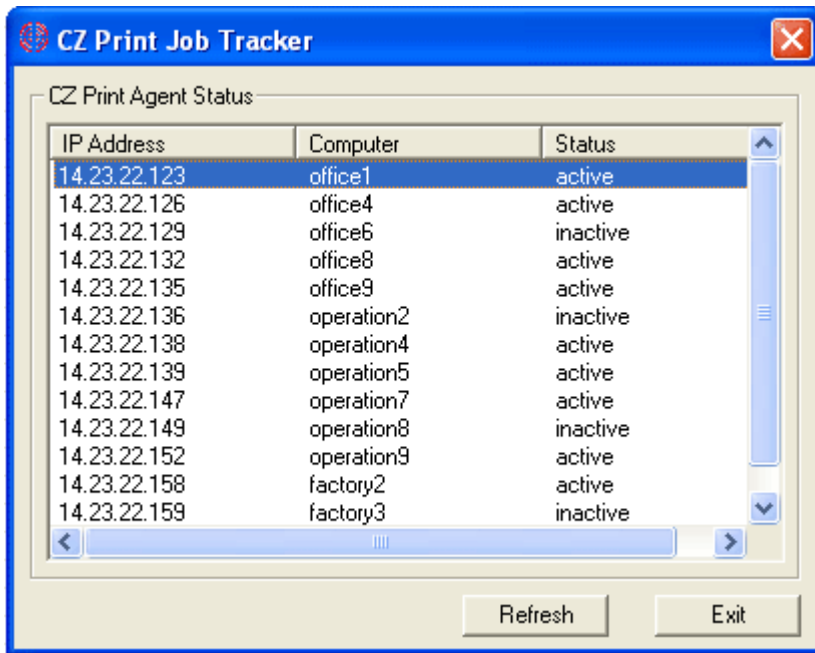 CZ Print Job Tracker
CZ Print Agent Status
IP Address Computer Status
14.23.22.123 office1 active
14.23.22.126 office4 active
14.23.22.129 office6 inactive
14.23.22.132 office8 active
14.23.22.135 office9 active
14.23.22.136 operation2 inactive
14.23.22.138 operation4 active
14.23.22.139 operation5 active
14.23.22.147 operation7 active
14.23.22.149 operation8 inactive
14.23.22.152 operation9 active
14.23.22.158 factory2 active
14.23.22.159 factory3 inactive
Refresh Exit